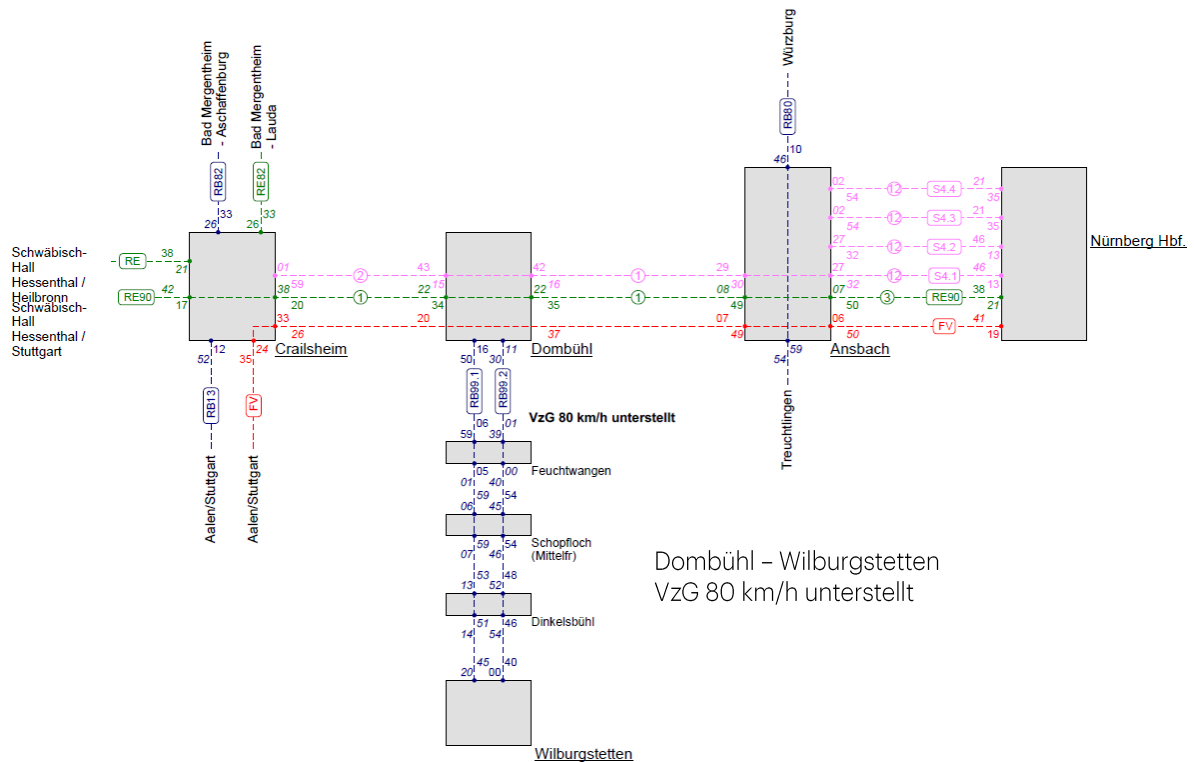 Bad Mergentheim
- Aschaffenburg
Bad Mergentheim
- Lauda
Würzburg
RB82
RE82
RB80
33
26
33
26
10
46
Schwäbisch-
Hall
Hessenthal /
Heilbronn
Schwäbisch-
Hall
Hessenthal /
Stuttgart
RE
38
21
RE90
42
17
01
59
2
43
15
42
16
1
29
30
38
20
1
22
34
22
35
1
08
49
33
26
20
37
07
49
02
54
12
S4.4
21
35
02
54
12
S4.3
21
35
27
32
12
S4.2
46
13
27
32
12
S4.1
46
13
07
50
3
RE90
38
21
06
50
FV
41
19
Nürnberg Hbf.
Crailsheim
Dombühl
Ansbach
12
52
24
35
RB13
FV
Aalen/Stuttgart
Aalen/Stuttgart
59
54
Treuchtlingen
16
50
11
30
RB99.1
RB99.2
VzG 80 km/h unterstellt
06
59
01
39
Feuchtwangen
05
01
00
40
59
06
54
45
Schopfloch
(Mittelfr)
59
07
54
46
53
13
48
52
Dinkelsbühl
51
14
46
54
45
20
40
00
Wilburgstetten
Dombühl – Wilburgstetten
VzG 80 km/h unterstellt